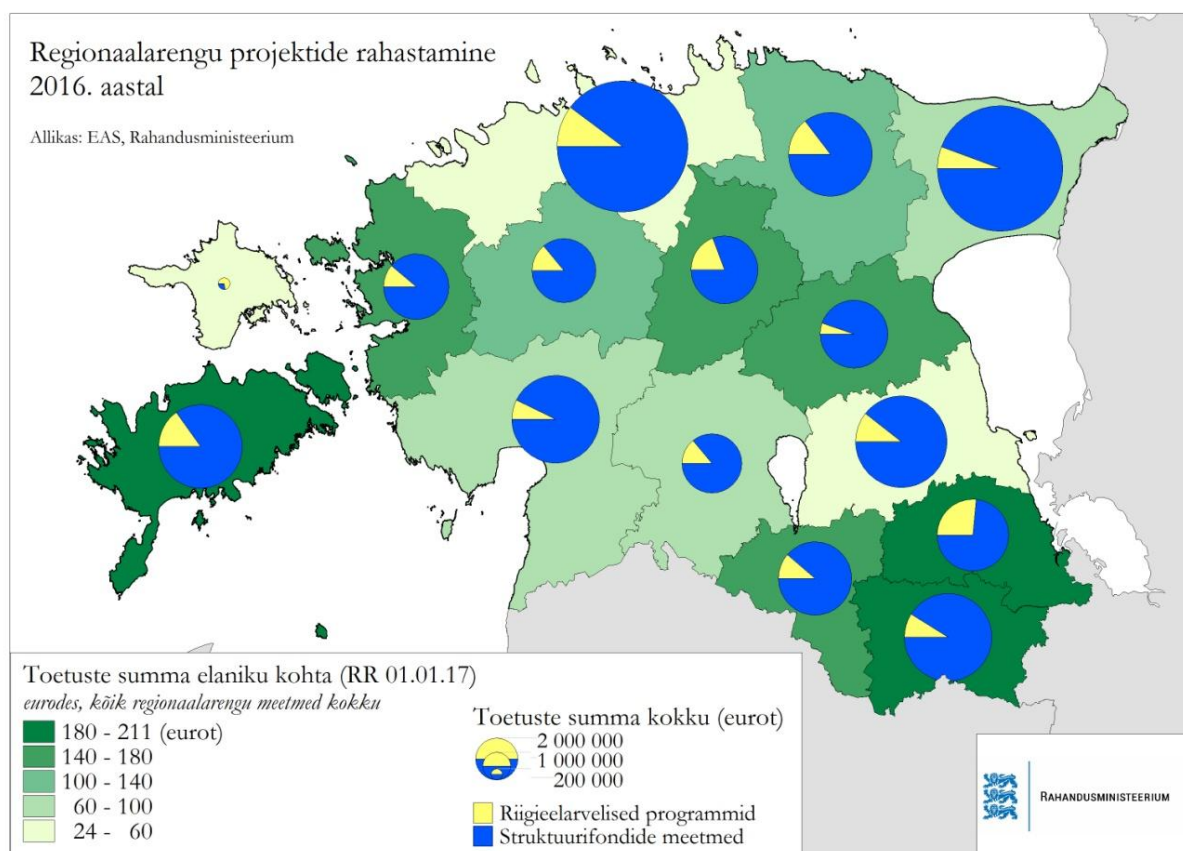 Regionaalarengu projektide rahastamine
2016. aastal
Allikas: EAS, Rahandusministeerium
Toetuste summa elaniku kohta (RR 01.01.17)
eurodes, kõik regionaalarengu meetmed kokku
180 - 211 (eurot)
140 - 180
100 - 140
60 - 100
24 - 60
Toetuste summa kokku (eurot)
2 000 000
1 000 000
200 000
Riigieelarvelised programmid
Struktuurifondide meetmed
RAHANDUSMINISTEERIUM